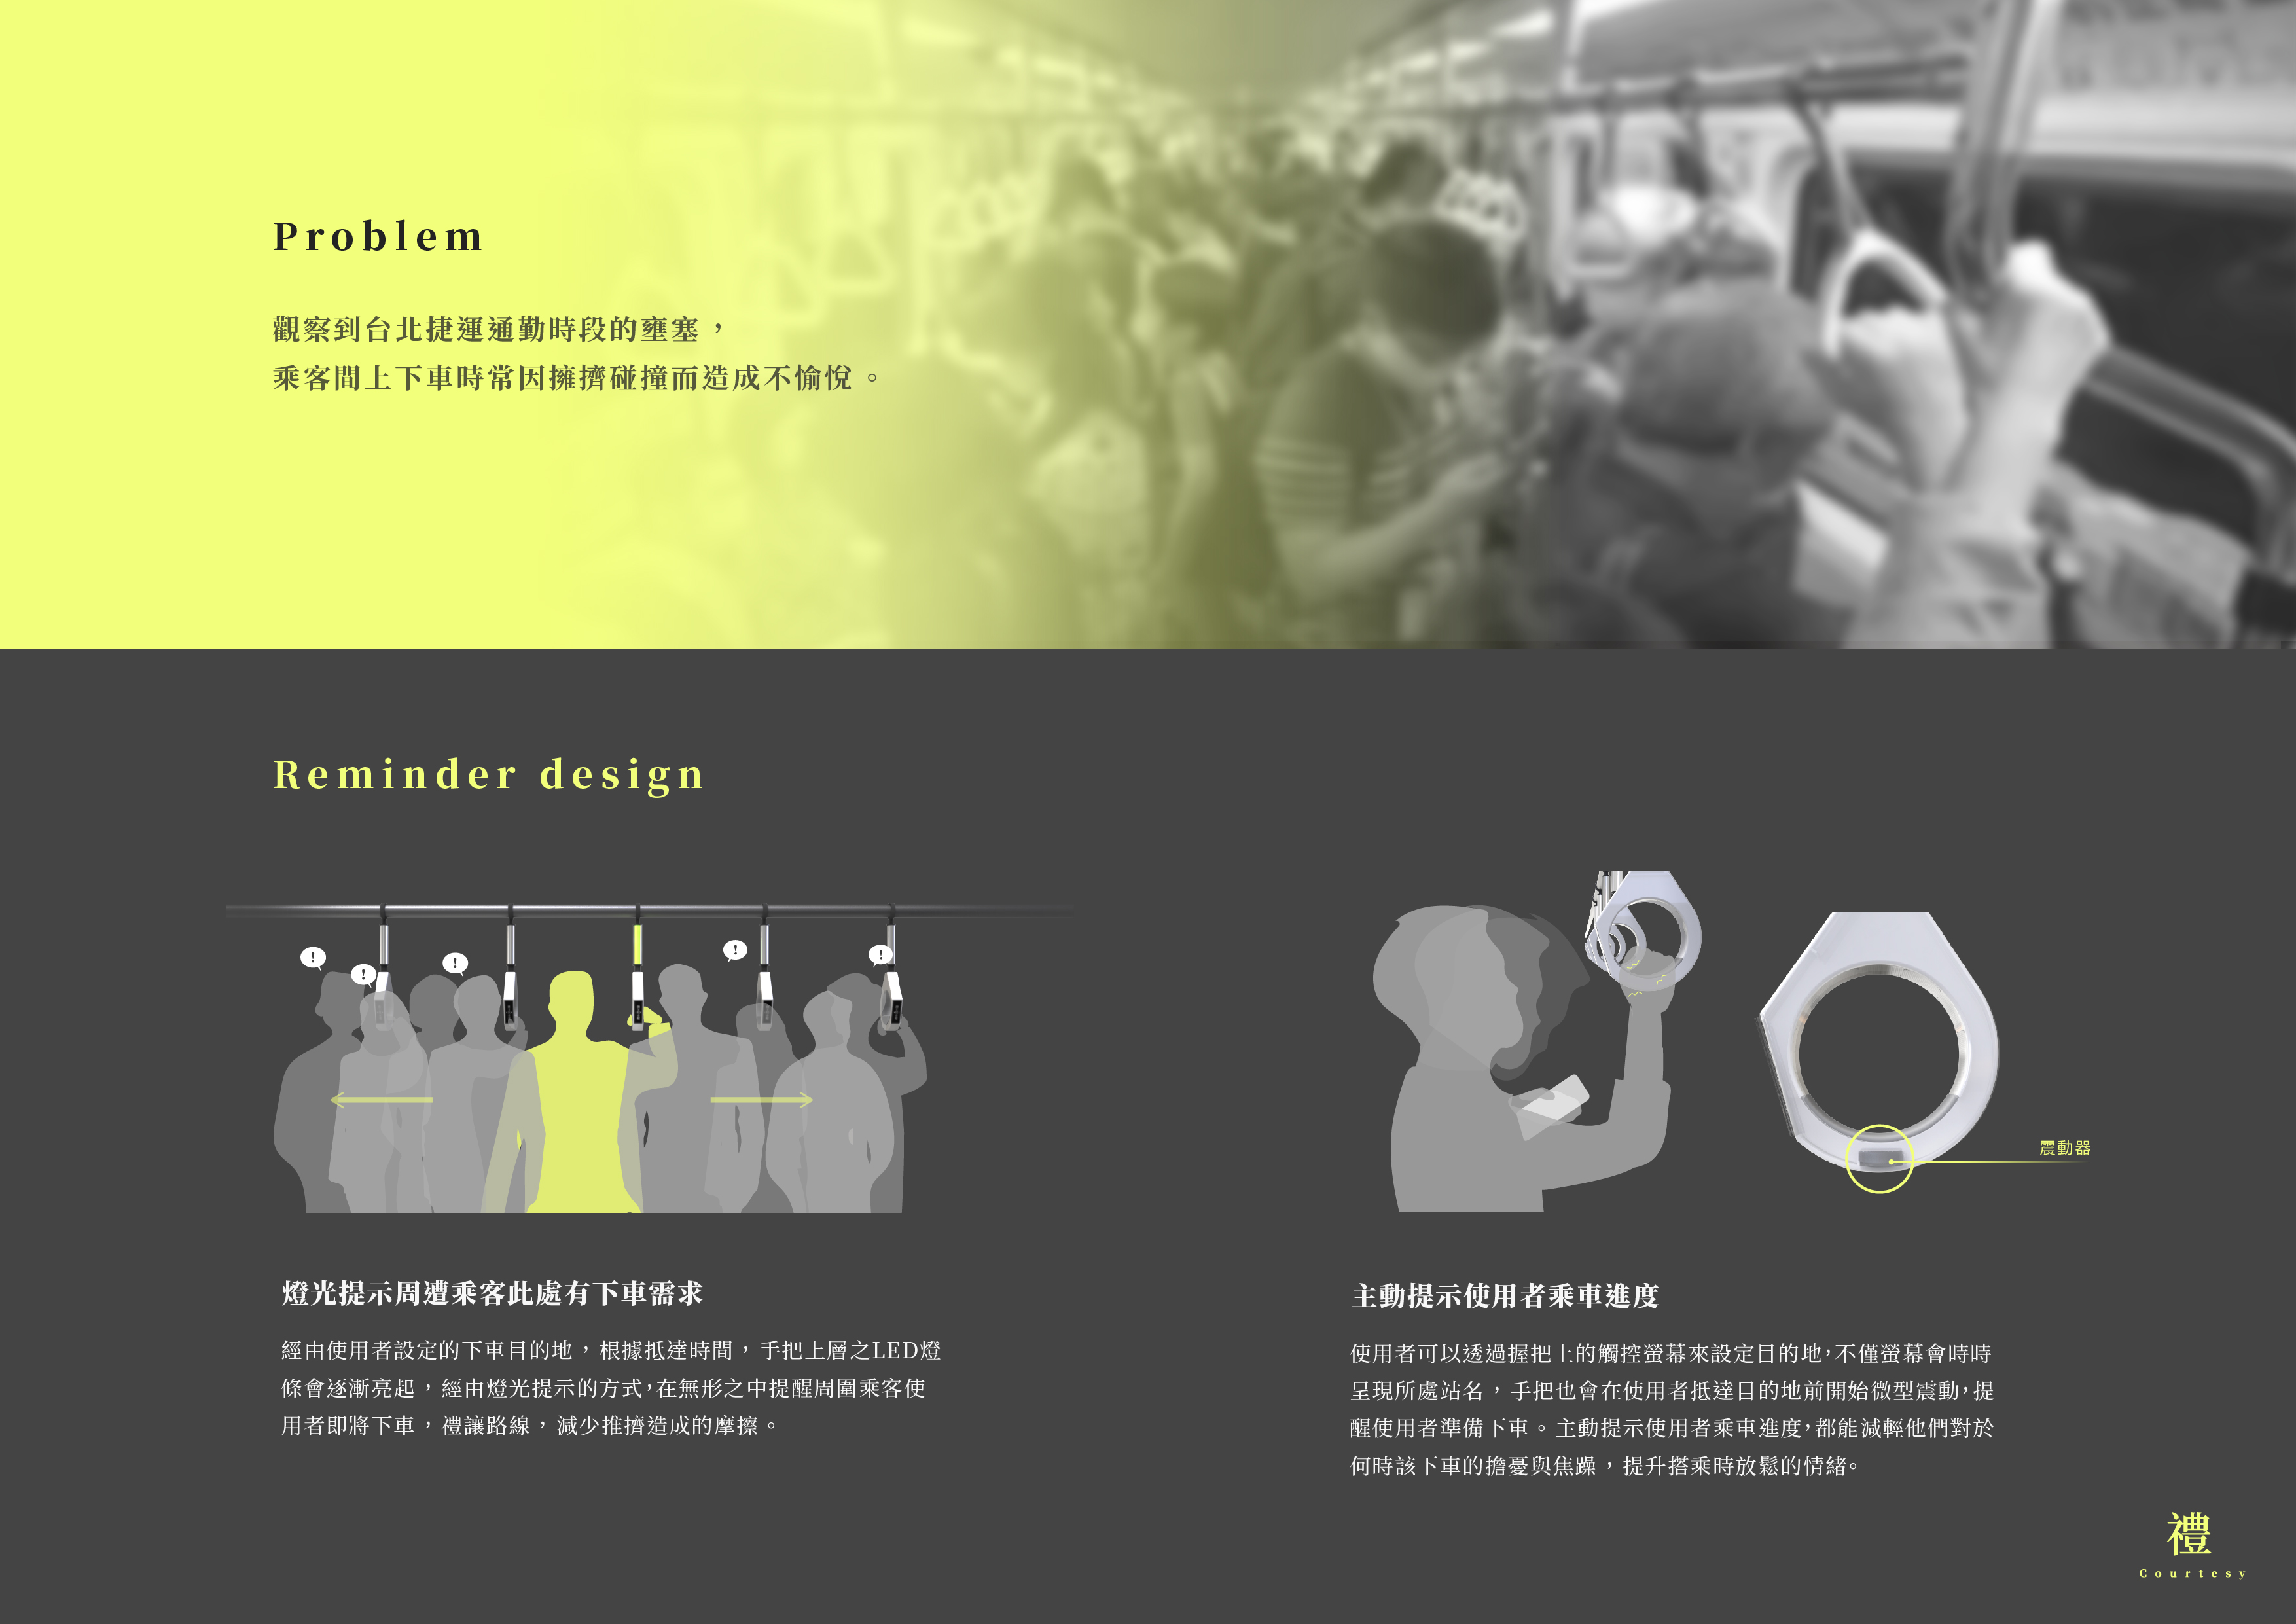 Problem
觀察到台北捷運通勤時段的壅塞，
乘客間上下車時常因擁擠碰撞而造成不愉悅。
Reminder design
!
!
!
!
!
震動器
燈光提示周遭乘客此處有下車需求
經由使用者設定的下車目的地，根據抵達時間，手把上層之LED燈
條會逐漸亮起，經由燈光提示的方式，在無形之中提醒周圍乘客使
用者即將下車，禮讓路線，減少推擠造成的摩擦。
主動提示使用者乘車進度
使用者可以透過握把上的觸控螢幕來設定目的地，不僅螢幕會時時
呈現所處站名，手把也會在使用者抵達目的地前開始微型震動，提
醒使用者準備下車。主動提示使用者乘車進度，都能減輕他們對於
何時該下車的擔憂與焦躁，提升搭乘時放鬆的情緒。
禮
Courtesy